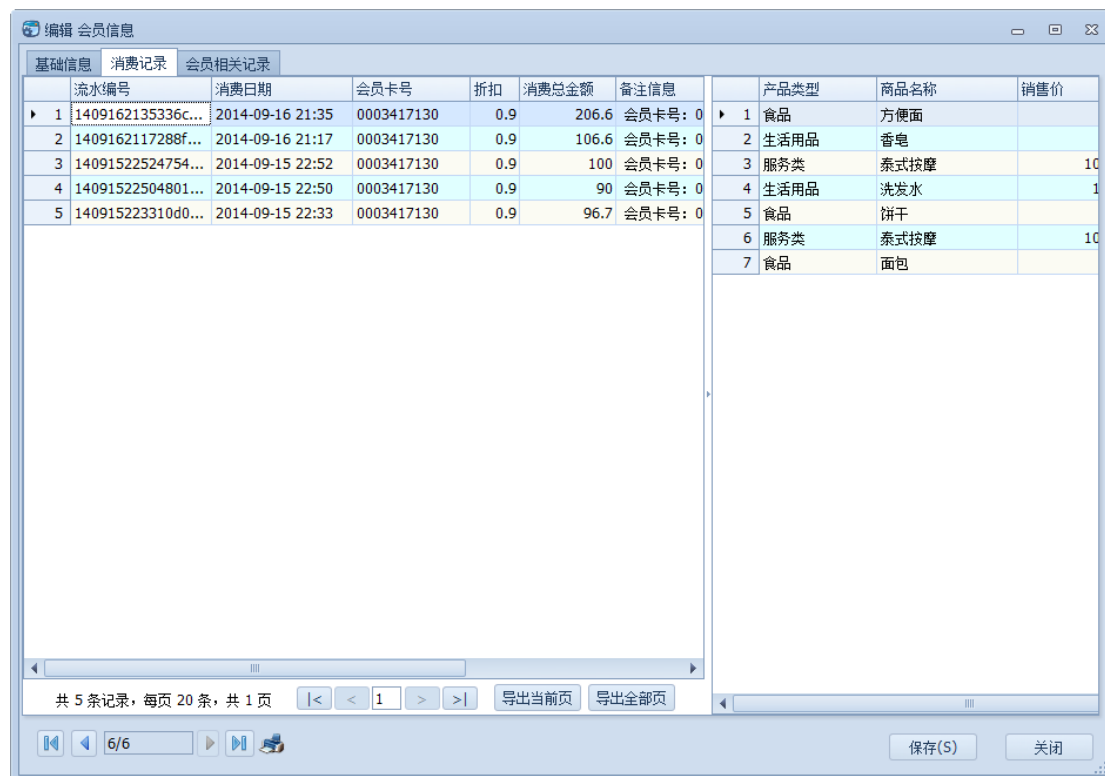 编辑 会员信息
基础信息 消费记录 会员相关记录
流水编号 消费日期 会员卡号 折扣 消费总金额 备注信息 产品类型 商品名称 销售价
1 1409162135336c... 2014-09-16 21:35 0003417130 0.9 206.6 会员卡号: 0 1 食品 方便面
2 1409162117288f... 2014-09-16 21:17 0003417130 0.9 106.6 会员卡号: 0 2 生活用品 香皂
3 14091522524754... 2014-09-15 22:52 0003417130 0.9 100 会员卡号: 0 3 服务类 泰式按摩 10
4 14091522504801... 2014-09-15 22:50 0003417130 0.9 90 会员卡号: 0 4 生活用品 洗发水 1
5 140915223310d0... 2014-09-15 22:33 0003417130 0.9 96.7 会员卡号: 0 5 食品 饼干
6 服务类 泰式按摩 10
7 食品 面包
共 5 条记录，每页 20 条，共 1 页 |< < 1 > >| 导出当前页 导出全部页
6/6 保存(S) 关闭